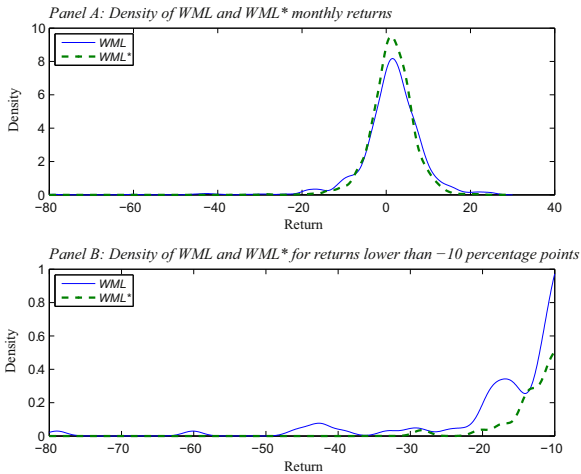 Panel A: Density of WML and WML* monthly returns
10
8
6
4
2
0
Density
WML
WML*
−80 −60 −40 −20 0 20 40
Return
Panel B: Density of WML and WML* for returns lower than −10 percentage points
1
0.8
0.6
0.4
0.2
0
Density
WML
WML*
−80 −70 −60 −50 −40 −30 −20 −10
Return